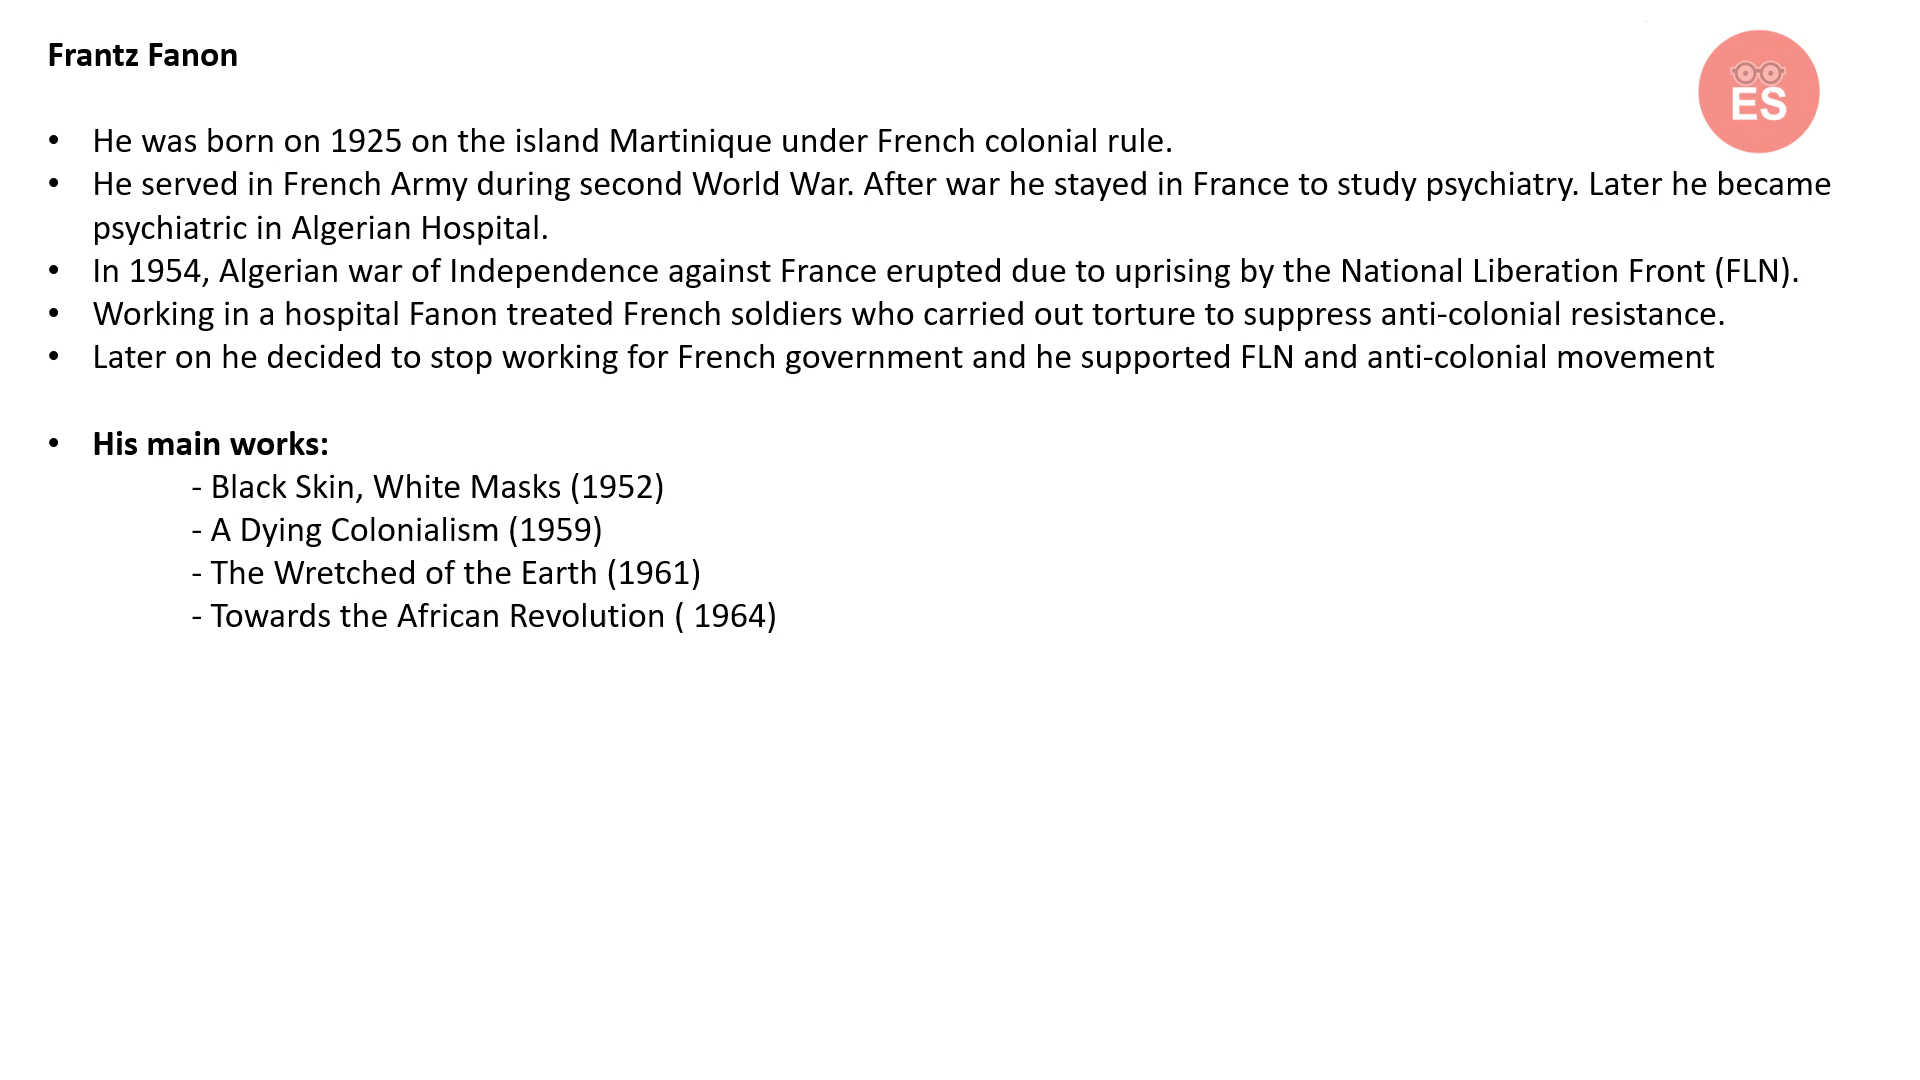 Frantz Fanon
ES
• He was born on 1925 on the island Martinique under French colonial rule.
• He served in French Army during second World War. After war he stayed in France to study psychiatry. Later he became
psychiatric in Algerian Hospital.
• In 1954, Algerian war of Independence against France erupted due to uprising by the National Liberation Front (FLN).
• Working in a hospital Fanon treated French soldiers who carried out torture to suppress anti-colonial resistance.
• Later on he decided to stop working for French government and he supported FLN and anti-colonial movement
• His main works:
- Black Skin, White Masks (1952)
- A Dying Colonialism (1959)
- The Wretched of the Earth (1961)
- Towards the African Revolution ( 1964)